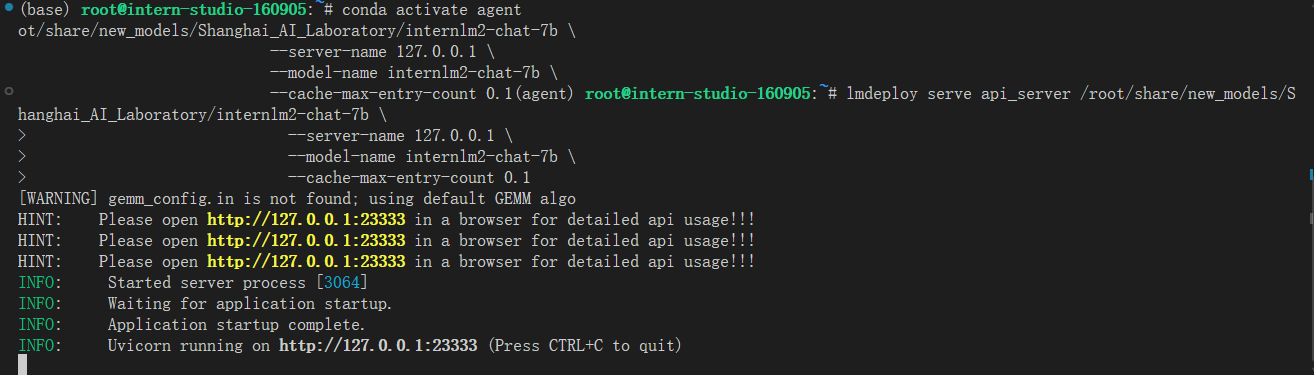 (base) root@intern-studio-160905:~# conda activate agent
ot/share/new_models/Shanghai_AI_Laboratory/internlm2-chat-7b \
--server-name 127.0.0.1 \
--model-name internlm2-chat-7b \
--cache-max-entry-count 0.1(agent) root@intern-studio-160905:~# lmdeploy serve api_server /root/share/new_models/S
hanghai_AI_Laboratory/internlm2-chat-7b \
> --server-name 127.0.0.1 \
> --model-name internlm2-chat-7b \
> --cache-max-entry-count 0.1
[WARNING] gemm_config.in is not found; using default GEMM algo
HINT: Please open http://127.0.0.1:23333 in a browser for detailed api usage!!!
HINT: Please open http://127.0.0.1:23333 in a browser for detailed api usage!!!
HINT: Please open http://127.0.0.1:23333 in a browser for detailed api usage!!!
INFO: Started server process [3064]
INFO: Waiting for application startup.
INFO: Application startup complete.
INFO: Uvicorn running on http://127.0.0.1:23333 (Press CTRL+C to quit)